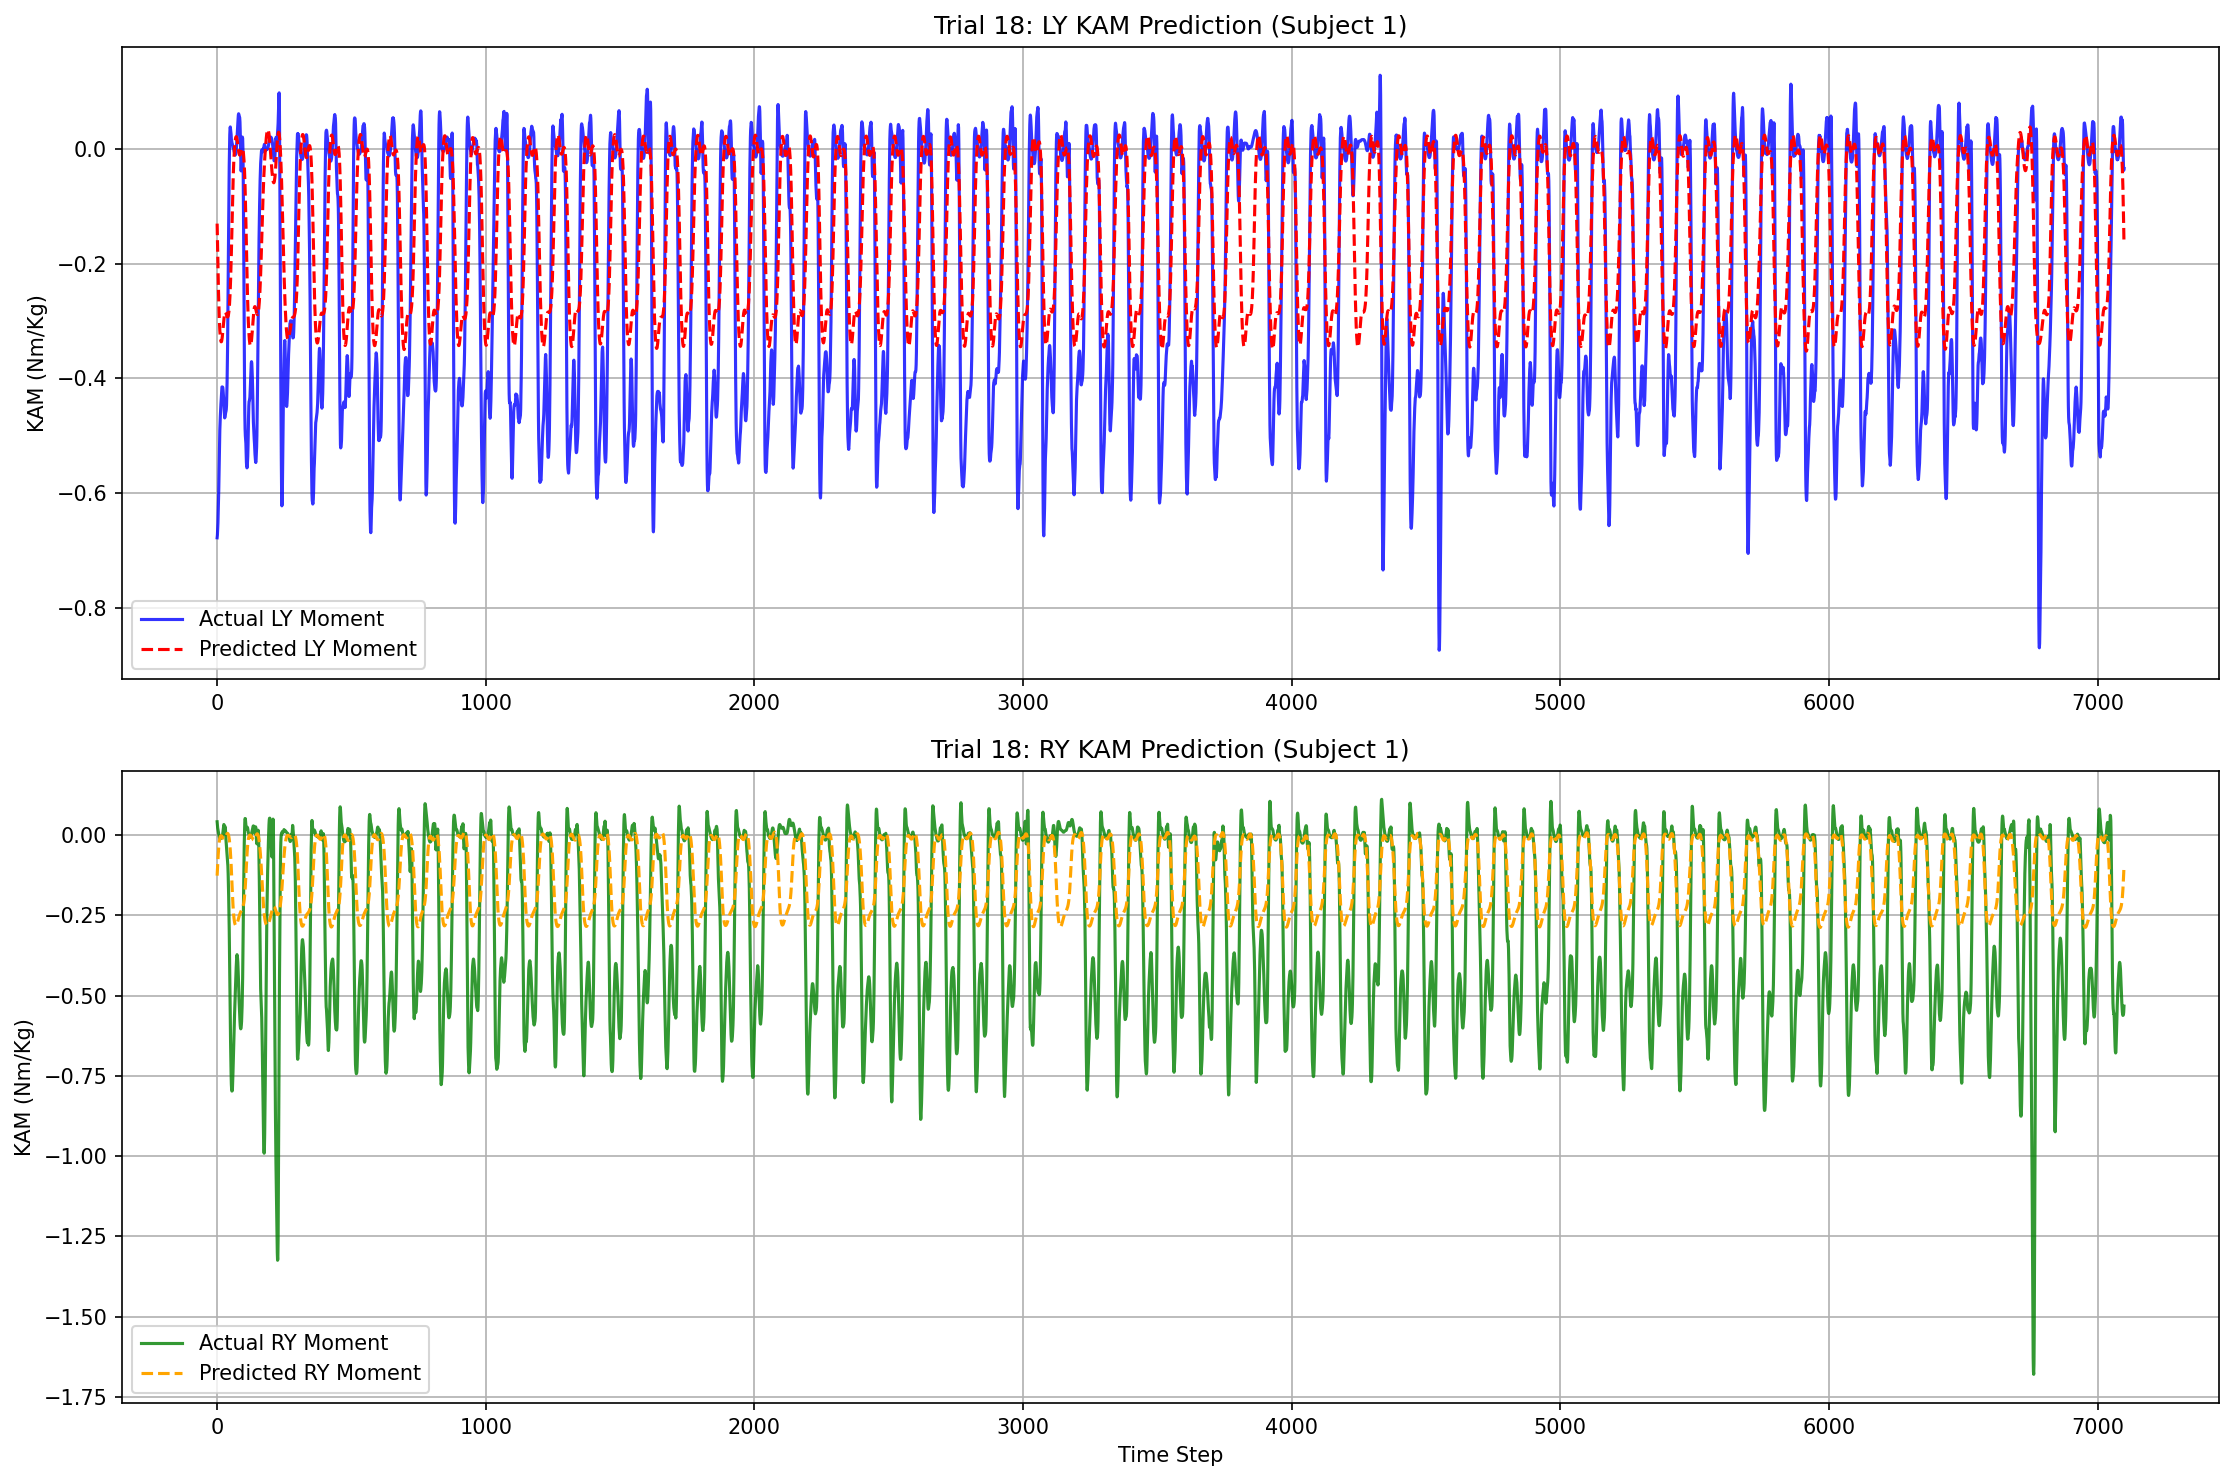 Trial 18: LY KAM Prediction (Subject 1)
KAM (Nm/Kg)
0.0
−0.2
−0.4
−0.6
−0.8
Actual LY Moment
Predicted LY Moment
0 1000 2000 3000 4000 5000 6000 7000
Trial 18: RY KAM Prediction (Subject 1)
KAM (Nm/Kg)
0.00
−0.25
−0.50
−0.75
−1.00
−1.25
−1.50
−1.75
Actual RY Moment
Predicted RY Moment
0 1000 2000 3000 4000 5000 6000 7000
Time Step